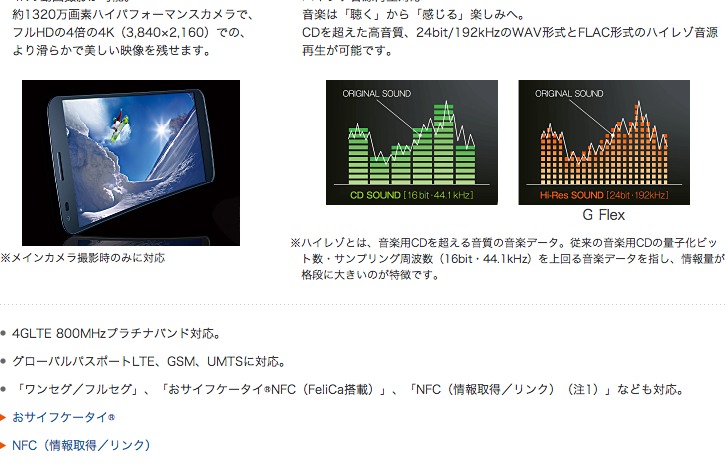 約1320万画素ハイパフォーマンスカメラで、
フルHDの4倍の4K（3,840×2,160）での、
より滑らかで美しい映像を残せます。
※メインカメラ撮影時のみに対応
音楽は「聴く」から「感じる」楽しみへ。
CDを超えた高音質、24bit/192kHzのWAV形式とFLAC形式のハイレゾ音源
再生が可能です。
ORIGINAL SOUND
CD SOUND [16bit・44.1kHz]
ORIGINAL SOUND
Hi-Res SOUND [24bit・192kHz]
G Flex
※ハイレゾとは、音楽用CDを超える音質の音楽データ。従来の音楽用CDの量子化ビッ
ト数・サンプリング周波数（16bit・44.1kHz）を上回る音楽データを指し、情報量が
格段に大きいのが特徴です。
4GLTE 800MHzプラチナバンド対応。
グローバルパスポートLTE、GSM、UMTSに対応。
「ワンセグ／フルセグ」、「おサイフケータイ®NFC（FeliCa搭載）」、「NFC（情報取得／リンク）（注1）」なども対応。
おサイフケータイ®
NFC（情報取得／リンク）